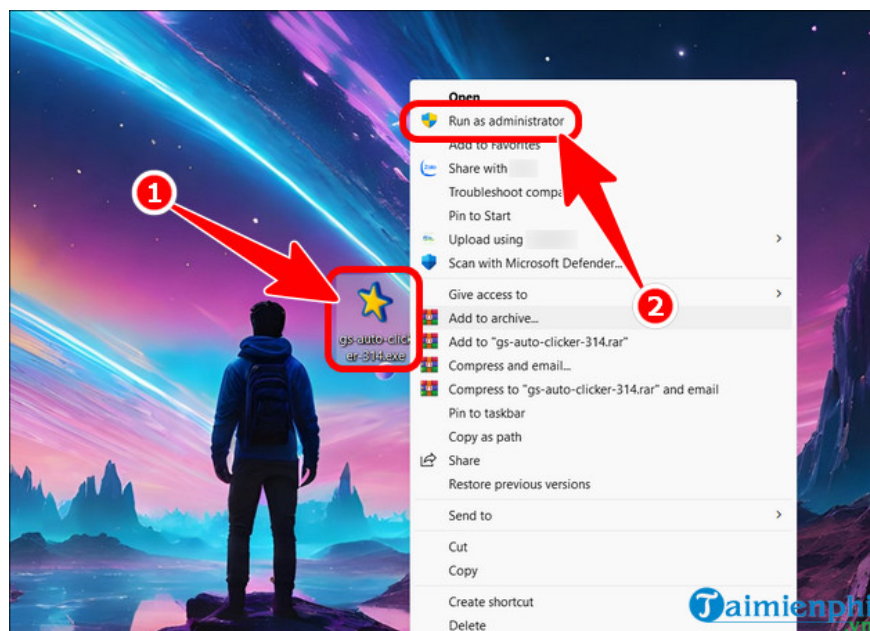 Open
Run as administrator
Add to Favorites
Share with
Troubleshoot compa
Pin to Start
Upload using
Scan with Microsoft Defender...
Give access to
Add to archive...
Add to "gs-auto-clicker-314.rar"
Compress and email...
Compress to "gs-auto-clicker-314.rar" and email
Pin to taskbar
Copy as path
Share
Restore previous versions
Send to
Cut
Copy
Create shortcut
Delete
1
2
gs-auto-click
er-314.exe
Taimienphi
.vn